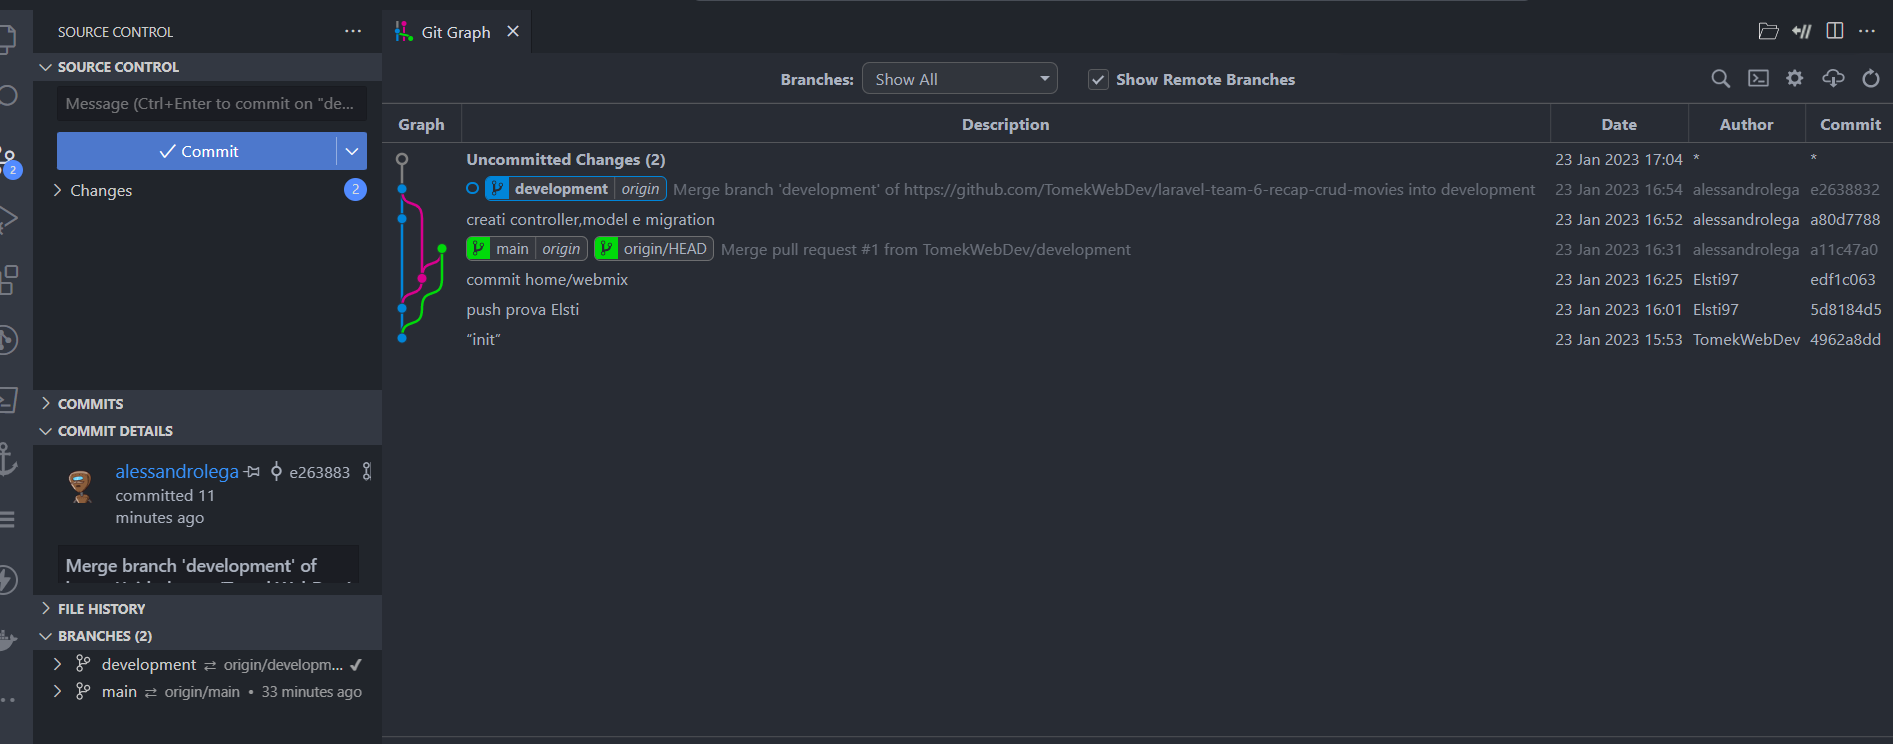 SOURCE CONTROL ...
SOURCE CONTROL
Message (Ctrl+Enter to commit on "de...
Commit
Changes 2
2
COMMITS
COMMIT DETAILS
alessandrolega e263883
committed 11
minutes ago
Merge branch 'development' of
FILE HISTORY
BRANCHES (2)
development origin/developm...
main origin/main • 33 minutes ago
Git Graph
Branches: Show All Show Remote Branches
Graph Description Date Author Commit
Uncommitted Changes (2) 23 Jan 2023 17:04 * *
development origin Merge branch 'development' of https://github.com/TomekWebDev/laravel-team-6-recap-crud-movies into development 23 Jan 2023 16:54 alessandrolega e2638832
creati controller,model e migration 23 Jan 2023 16:52 alessandrolega a80d7788
main origin origin/HEAD Merge pull request #1 from TomekWebDev/development 23 Jan 2023 16:31 alessandrolega a11c47a0
commit home/webmix 23 Jan 2023 16:25 Elsti97 edf1c063
push prova Elsti 23 Jan 2023 16:01 Elsti97 5d8184d5
“init” 23 Jan 2023 15:53 TomekWebDev 4962a8dd